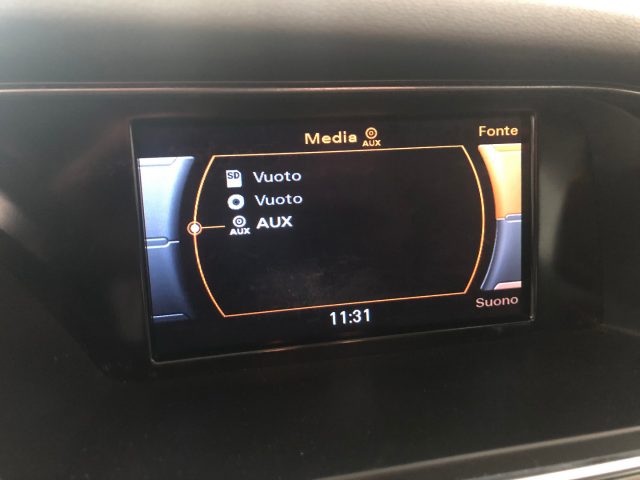 Media AUX
Fonte
SD Vuoto
Vuoto
AUX AUX
Suono
11:31